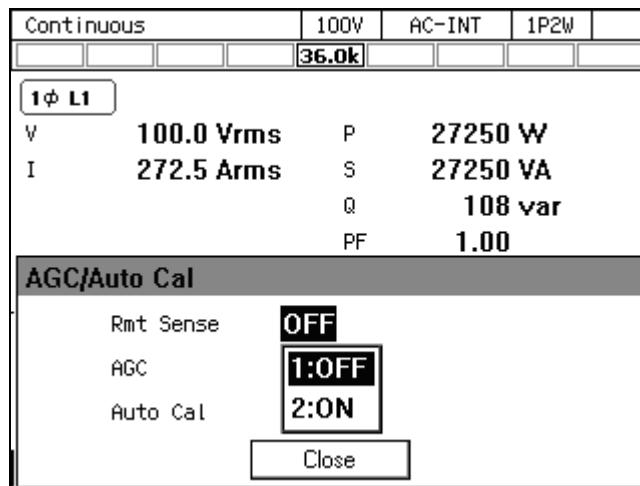 Continuous 100V AC-INT 1P2W
36.0k
1ϕ L1
V 100.0 Vrms P 27250 W
I 272.5 Arms S 27250 VA
Q 108 var
PF 1.00
AGC/Auto Cal
Rmt Sense OFF
AGC 1:OFF
Auto Cal 2:ON
Close